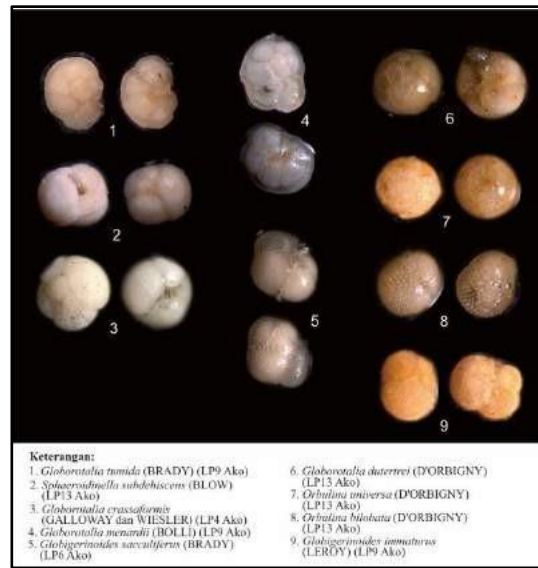 1
2
3
4
5
6
7
8
9
Keterangan:
1. Globorotalia tumida (BRADY) (LP9 Ako)
2. Sphaeroidinella subdehiscens (BLOW)
(LP13 Ako)
3. Globorotalia crassaformis
(GALLOWAY dan WIESLER) (LP4 Ako)
4. Globorotalia menardii (BOLLI) (LP9 Ako)
5. Globigerinoides sacculiferus (BRADY)
(LP6 Ako)
6. Globorotalia dutertrei (D'ORBIGNY)
(LP13 Ako)
7. Orbulina universa (D'ORBIGNY)
(LP13 Ako)
8. Orbulina bilobata (D'ORBIGNY)
(LP13 Ako)
9. Globigerinoides immaturus
(LEROY) (LP9 Ako)